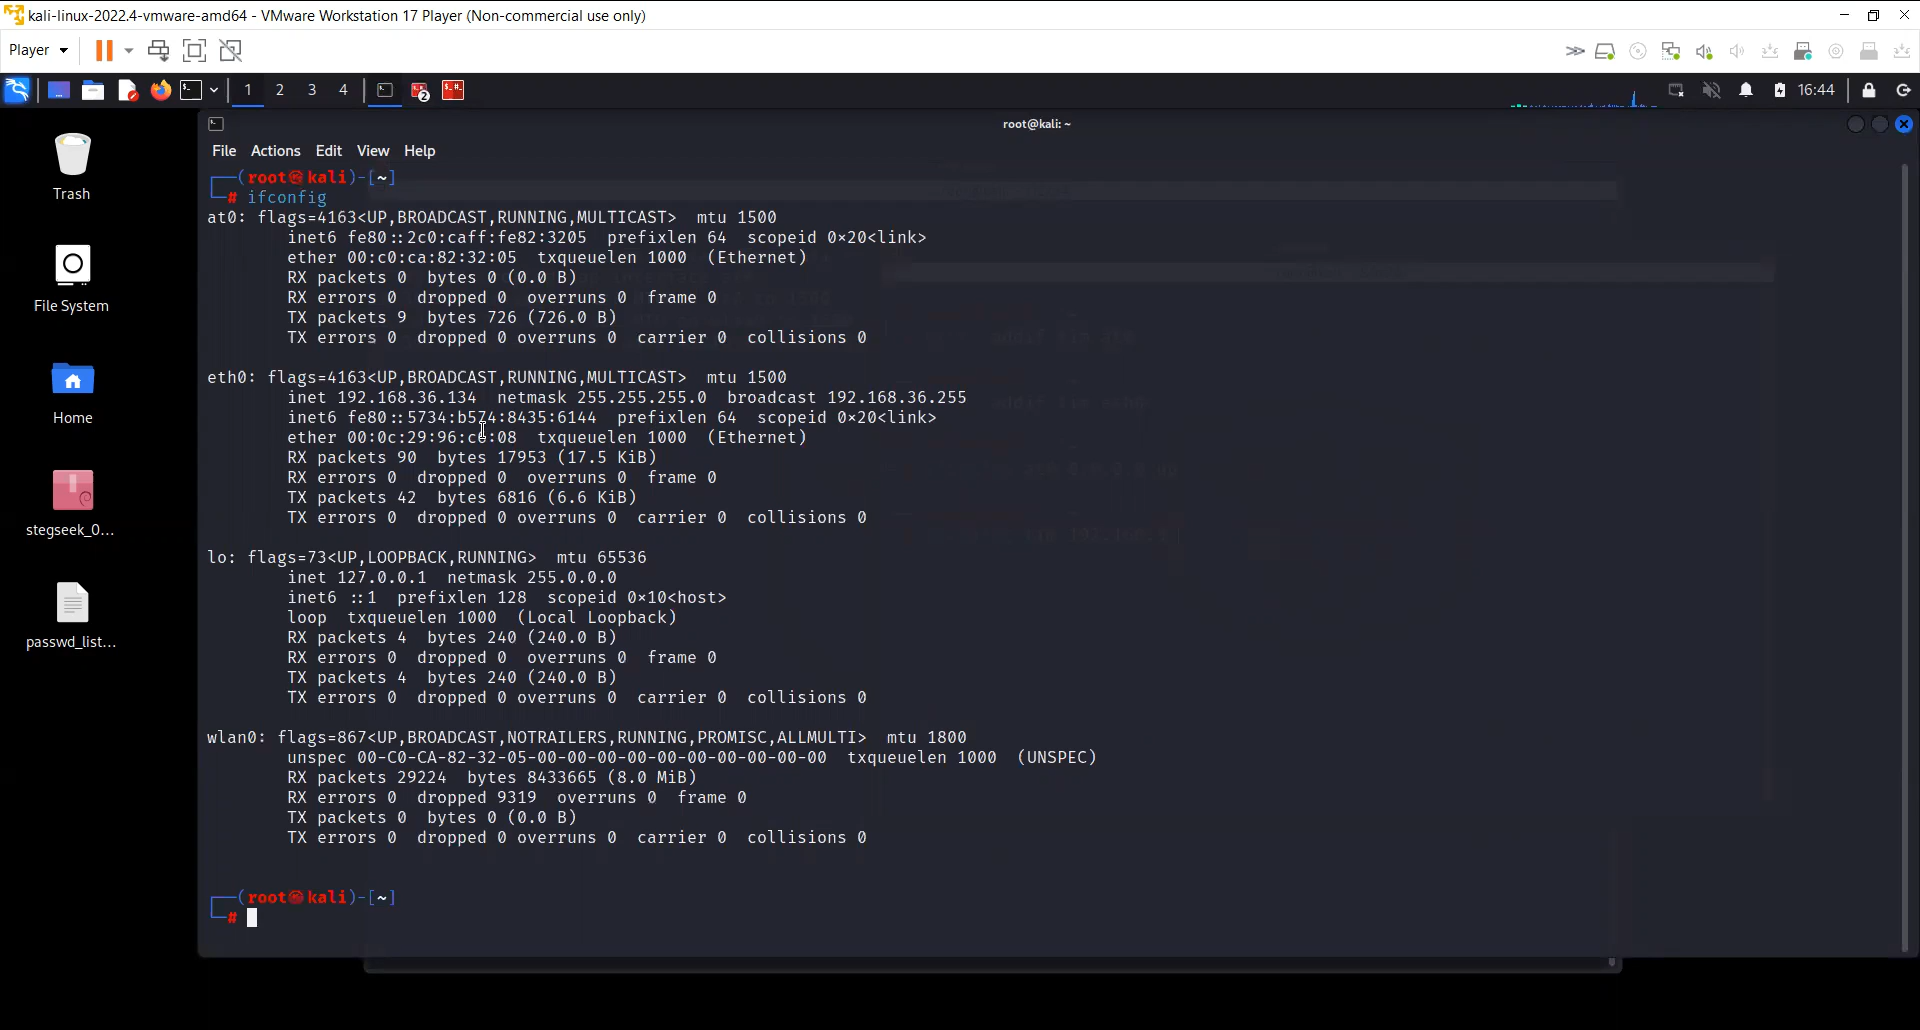 kali-linux-2022.4-vmware-amd64 - VMware Workstation 17 Player (Non-commercial use only)
Player
1 2 3 4
16:44
root@kali: ~
File Actions Edit View Help
Trash
File System
Home
stegseek_0...
passwd_list...
┌──(root㉿kali)-[~]
└─# ifconfig
at0: flags=4163<UP,BROADCAST,RUNNING,MULTICAST>  mtu 1500
inet6 fe80::2c0:caff:fe82:3205  prefixlen 64  scopeid 0×20<link>
ether 00:c0:ca:82:32:05  txqueuelen 1000  (Ethernet)
RX packets 0  bytes 0 (0.0 B)
RX errors 0  dropped 0  overruns 0  frame 0
TX packets 9  bytes 726 (726.0 B)
TX errors 0  dropped 0 overruns 0  carrier 0  collisions 0
eth0: flags=4163<UP,BROADCAST,RUNNING,MULTICAST>  mtu 1500
inet 192.168.36.134  netmask 255.255.255.0  broadcast 192.168.36.255
inet6 fe80::5734:b574:8435:6144  prefixlen 64  scopeid 0×20<link>
ether  txqueuelen 1000  (Ethernet)
RX packets 90  bytes 17953 (17.5 KiB)
RX errors 0  dropped 0  overruns 0  frame 0
TX packets 42  bytes 6816 (6.6 KiB)
TX errors 0  dropped 0 overruns 0  carrier 0  collisions 0
lo: flags=73<UP,LOOPBACK,RUNNING>  mtu 65536
inet 127.0.0.1  netmask 255.0.0.0
inet6 ::1  prefixlen 128  scopeid 0×10<host>
loop  txqueuelen 1000  (Local Loopback)
RX packets 4  bytes 240 (240.0 B)
RX errors 0  dropped 0  overruns 0  frame 0
TX packets 4  bytes 240 (240.0 B)
TX errors 0  dropped 0 overruns 0  carrier 0  collisions 0
wlan0: flags=867<UP,BROADCAST,NOTRAILERS,RUNNING,PROMISC,ALLMULTI>  mtu 1800
unspec 00-C0-CA-82-32-05-00-00-00-00-00-00-00-00-00-00  txqueuelen 1000  (UNSPEC)
RX packets 29224  bytes 8433665 (8.0 MiB)
RX errors 0  dropped 9319  overruns 0  frame 0
TX packets 0  bytes 0 (0.0 B)
TX errors 0  dropped 0 overruns 0  carrier 0  collisions 0
┌──(root㉿kali)-[~]
└─#